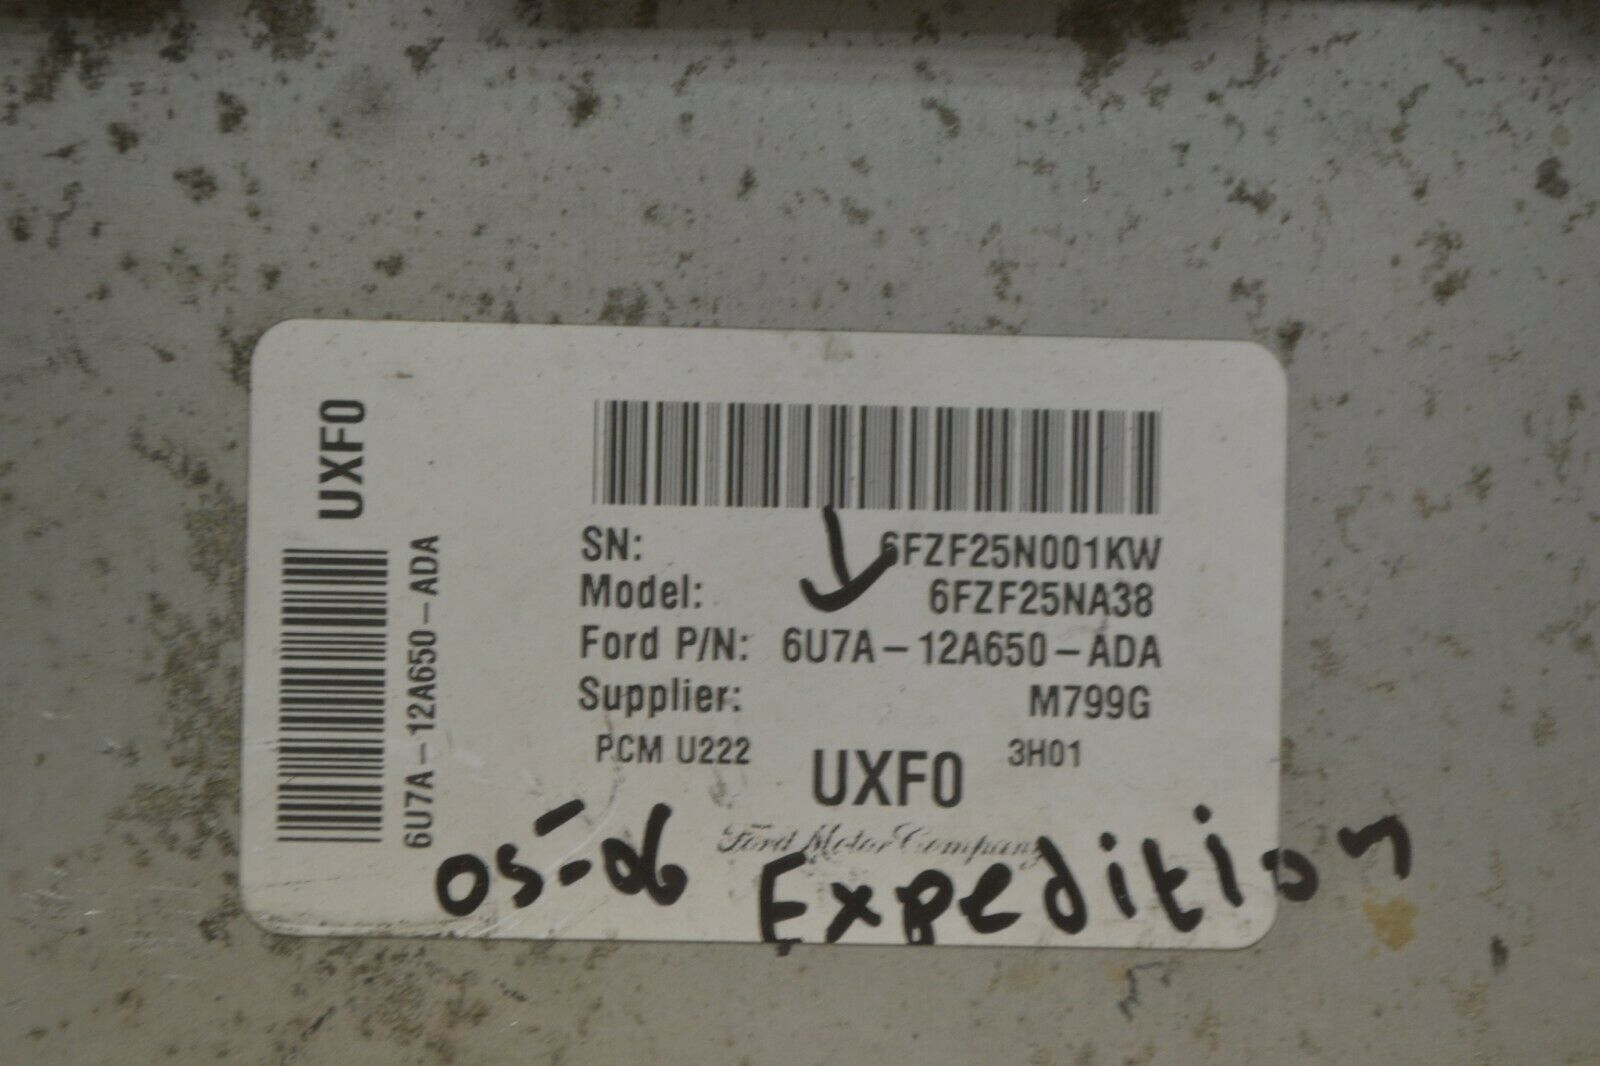 UXF0
6U7A-12A650-ADA
SN: 6FZF25N001KW
Model: 6FZF25NA38
Ford P/N: 6U7A-12A650-ADA
Supplier: M799G
PCM U222 UXF0 3H01
Ford Motor Company
05-06 Expedition